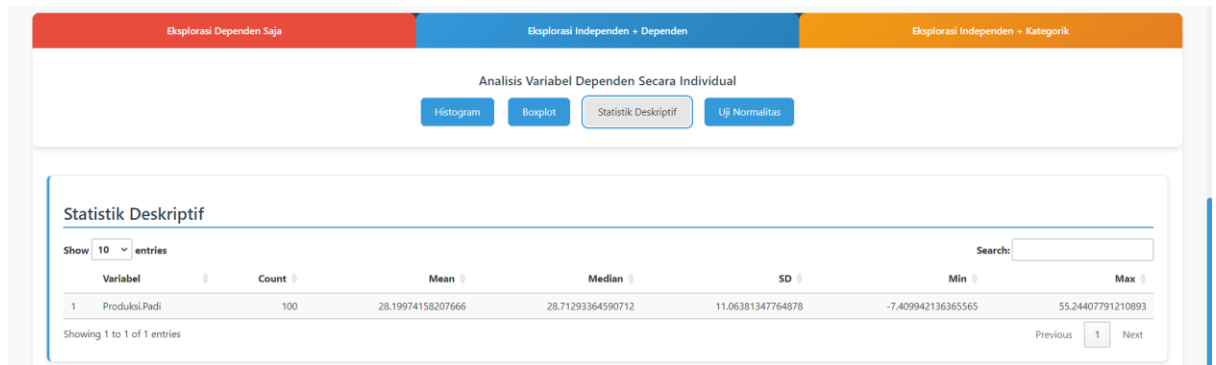 Eksplorasi Dependen Saja Eksplorasi Independen + Dependen Eksplorasi Independen + Kategorik
Analisis Variabel Dependen Secara Individual
Histogram Boxplot Statistik Deskriptif Uji Normalitas
Statistik Deskriptif
Show 10 entries Search:
Variabel Count Mean Median SD Min Max
1 Produksi.Padi 100 28.19974158207666 28.71293364590712 11.06381347764878 -7.409942136365565 55.24407791210893
Showing 1 to 1 of 1 entries Previous 1 Next